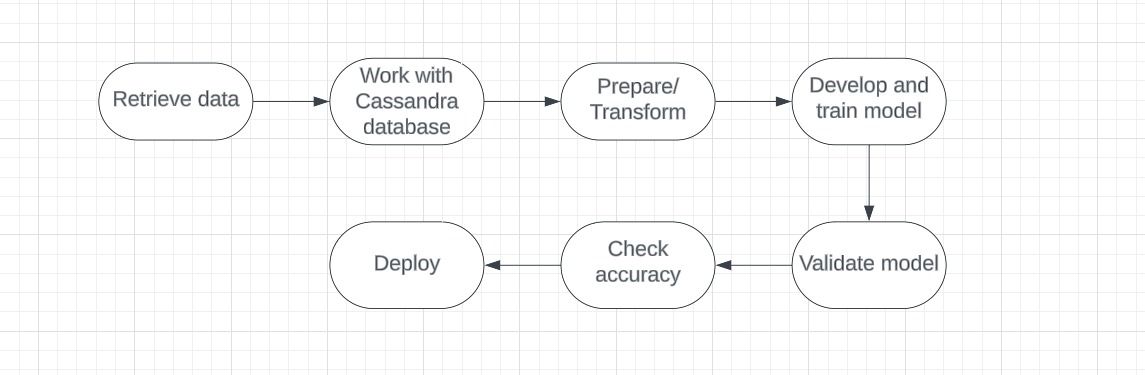 Retrieve data
Work with
Cassandra
database
Prepare/
Transform
Develop and
train model
Validate model
Check
accuracy
Deploy